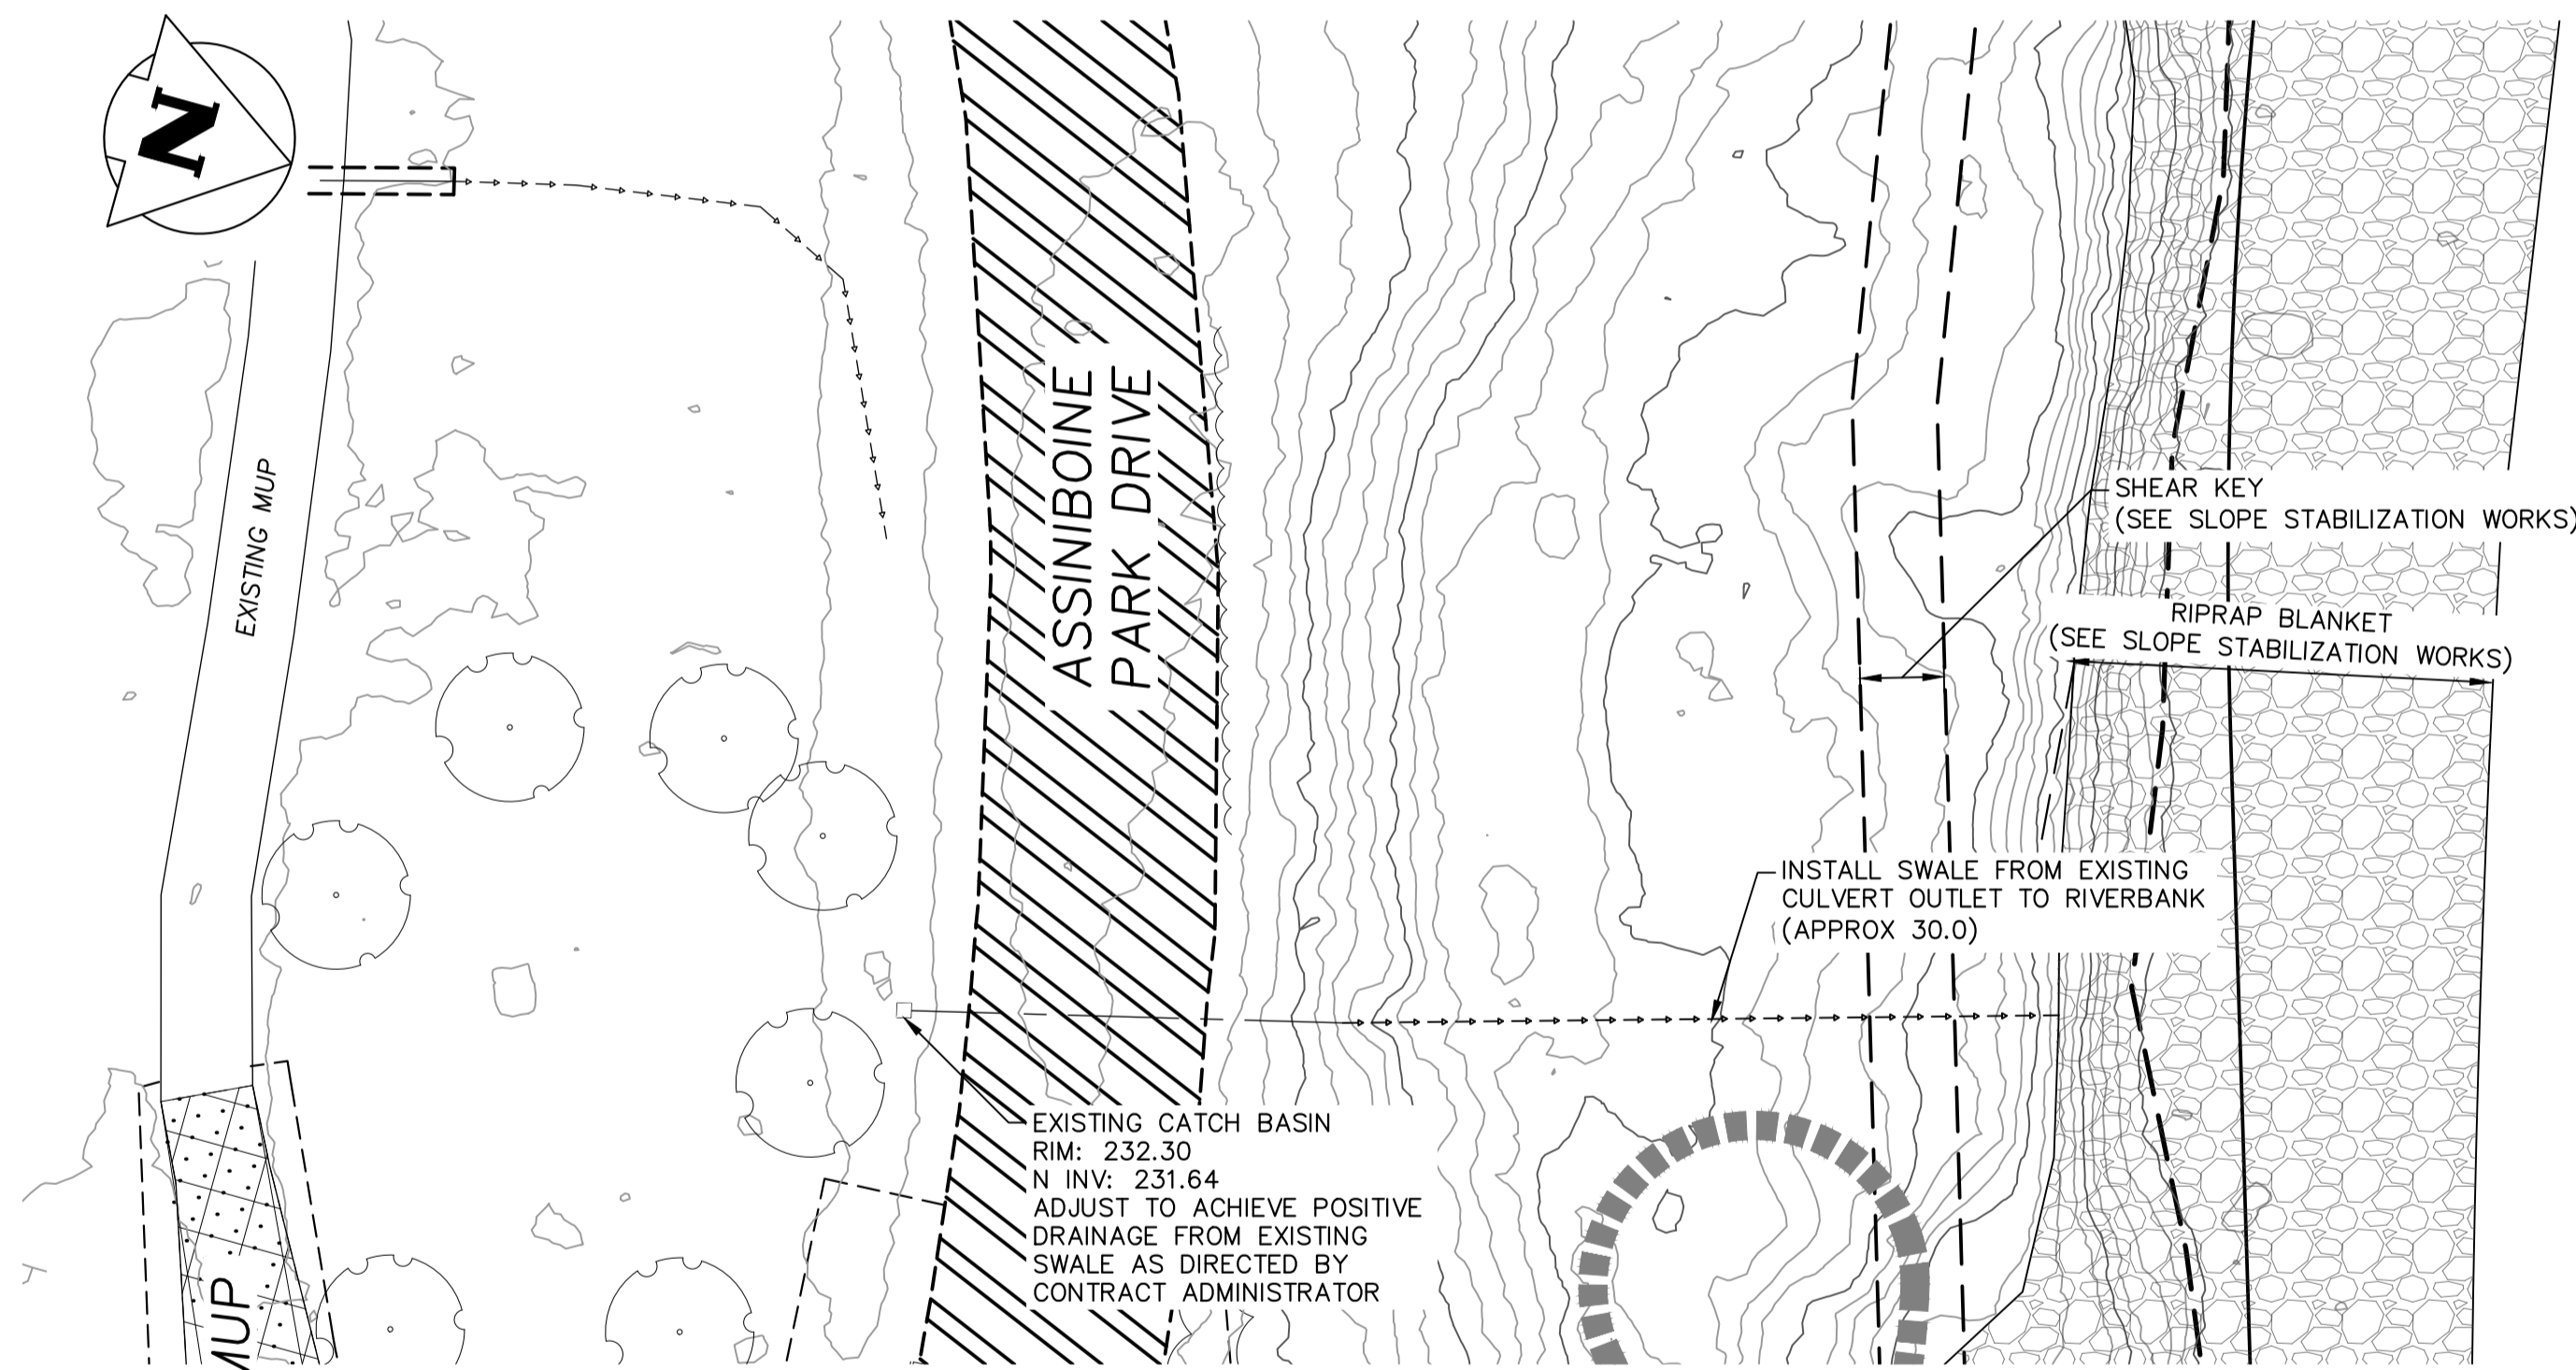 N
EXISTING MUP
ASSINIBOINE
PARK DRIVE
SHEAR KEY
(SEE SLOPE STABILIZATION WORKS)
RIPRAP BLANKET
(SEE SLOPE STABILIZATION WORKS)
INSTALL SWALE FROM EXISTING
CULVERT OUTLET TO RIVERBANK
(APPROX 30.0)
EXISTING CATCH BASIN
RIM: 232.30
N INV: 231.64
ADJUST TO ACHIEVE POSITIVE
DRAINAGE FROM EXISTING
SWALE AS DIRECTED BY
CONTRACT ADMINISTRATOR
MUP